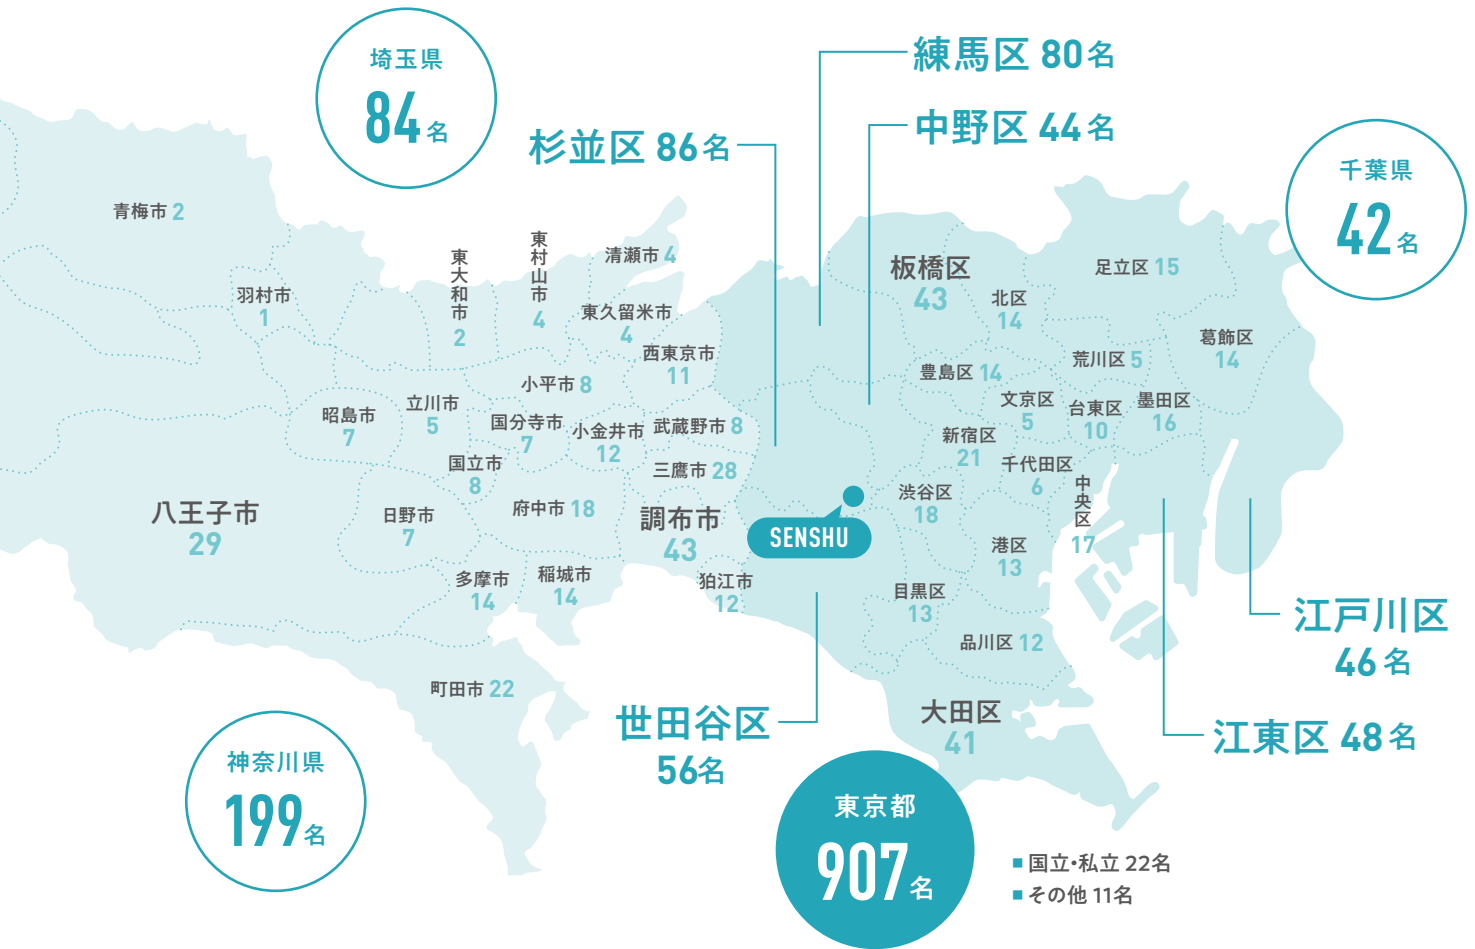 埼玉県
84名
練馬区 80名
中野区 44名
杉並区 86名
千葉県
42名
青梅市 2
羽村市
1
東大和市
2
東村山市
4
清瀬市 4
東久留米市
4
西東京市
11
板橋区
43
北区
14
足立区 15
葛飾区
14
荒川区 5
豊島区 14
小平市 8
昭島市
7
立川市
5
国分寺市
7
小金井市
12
武蔵野市 8
三鷹市 28
新宿区
21
文京区
5
台東区
10
墨田区
16
国立市
8
千代田区
6
中央区
17
渋谷区
18
八王子市
29
日野市
7
府中市 18
調布市
43
SENSHU
港区
13
多摩市
14
稲城市
14
狛江市
12
目黒区
13
品川区 12
江戸川区
46名
町田市 22
世田谷区
56名
大田区
41
江東区 48名
神奈川県
199名
東京都
907名
■ 国立・私立 22名
■ その他 11名